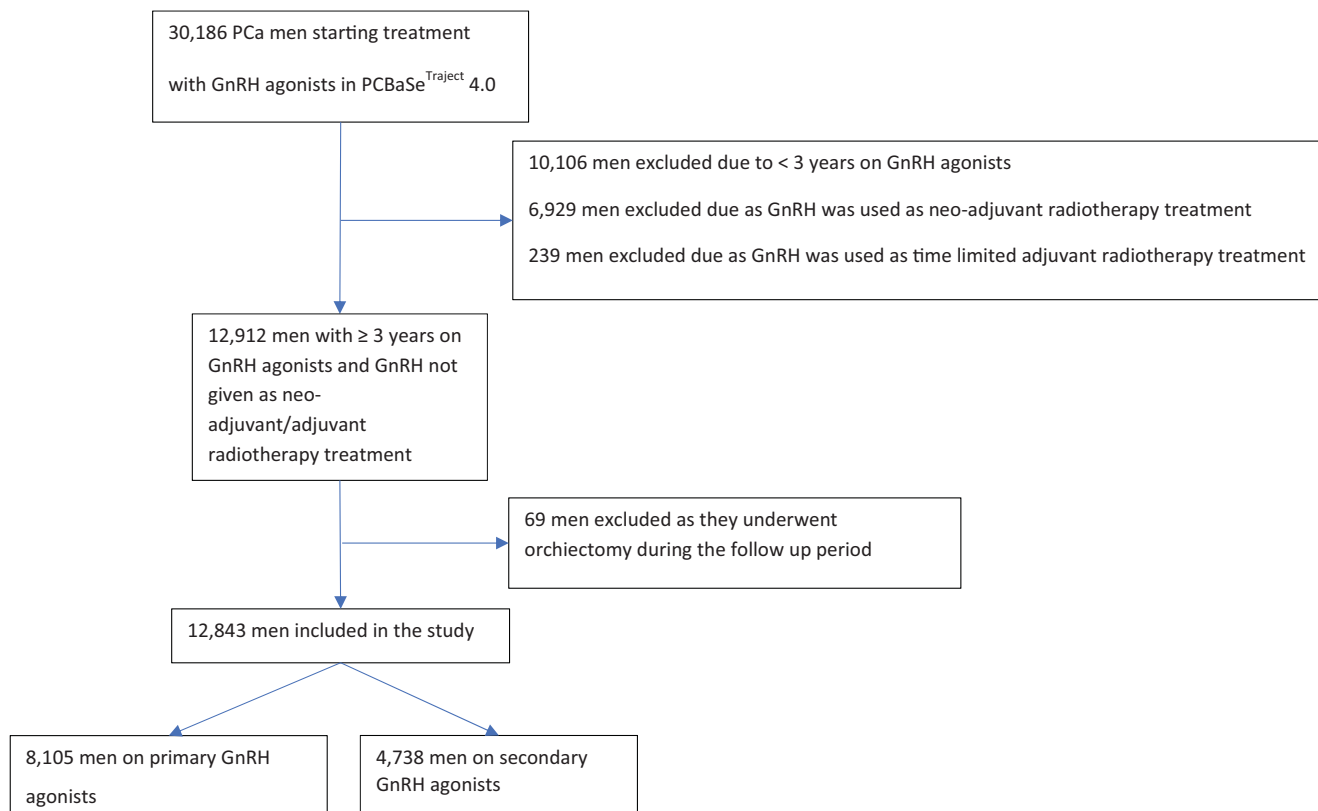 30,186 PCa men starting treatment
with GnRH agonists in PCBaSeTraject 4.0
10,106 men excluded due to < 3 years on GnRH agonists
6,929 men excluded due as GnRH was used as neo-adjuvant radiotherapy treatment
239 men excluded due as GnRH was used as time limited adjuvant radiotherapy treatment
12,912 men with ≥ 3 years on
GnRH agonists and GnRH not
given as neo-
adjuvant/adjuvant
radiotherapy treatment
69 men excluded as they underwent
orchiectomy during the follow up period
12,843 men included in the study
8,105 men on primary GnRH
agonists
4,738 men on secondary
GnRH agonists